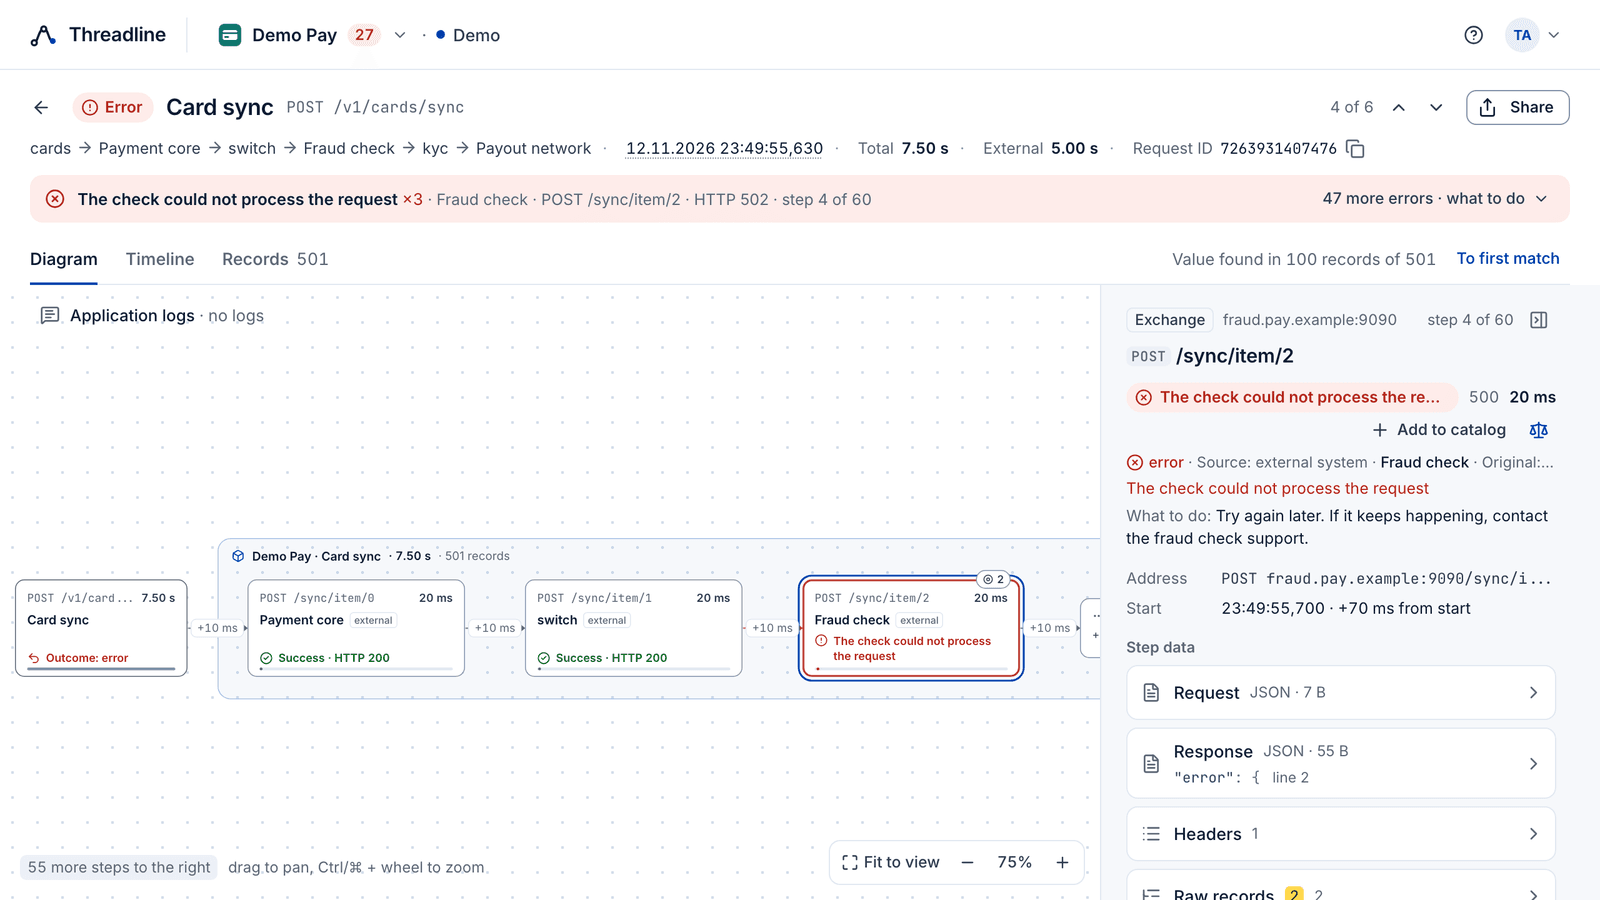 Threadline
Demo Pay 27 · Demo
TA
Error Card sync POST /v1/cards/sync
4 of 6
Share
cards → Payment core → switch → Fraud check → kyc → Payout network · 12.11.2026 23:49:55,630 · Total 7.50 s · External 5.00 s · Request ID 7263931407476
The check could not process the request ×3 · Fraud check · POST /sync/item/2 · HTTP 502 · step 4 of 60
47 more errors · what to do
Diagram Timeline Records 501
Value found in 100 records of 501 To first match
Application logs · no logs
Demo Pay · Card sync · 7.50 s · 501 records
POST /v1/card... 7.50 s
Card sync
Outcome: error
+10 ms
POST /sync/item/0 20 ms
Payment core external
Success · HTTP 200
+10 ms
POST /sync/item/1 20 ms
switch external
Success · HTTP 200
+10 ms
2
POST /sync/item/2 20 ms
Fraud check external
The check could not process
the request
+10 ms
55 more steps to the right drag to pan, Ctrl/⌘ + wheel to zoom
Fit to view − 75% +
Exchange fraud.pay.example:9090 step 4 of 60
POST /sync/item/2
The check could not process the re... 500 20 ms
+ Add to catalog
error · Source: external system · Fraud check · Original:...
The check could not process the request
What to do: Try again later. If it keeps happening, contact
the fraud check support.
Address POST fraud.pay.example:9090/sync/i...
Start 23:49:55,700 · +70 ms from start
Step data
Request JSON · 7 B
Response JSON · 55 B
"error": { line 2
Headers 1
Raw records 2 2